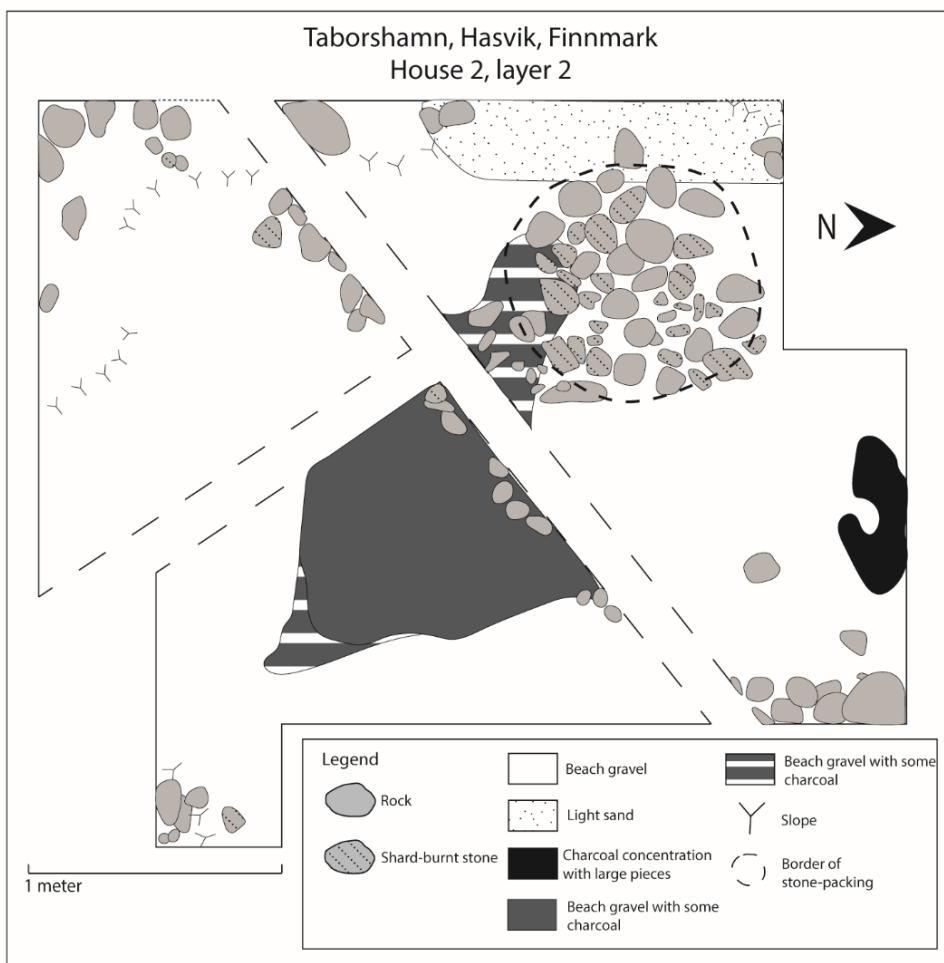 Taborshamn, Hasvik, Finnmark
House 2, layer 2
N
Legend
Rock
Shard-burnt stone
Beach gravel
Light sand
Charcoal concentration
with large pieces
Beach gravel with some
charcoal
Beach gravel with some
charcoal
Slope
Border of
stone-packing
1 meter